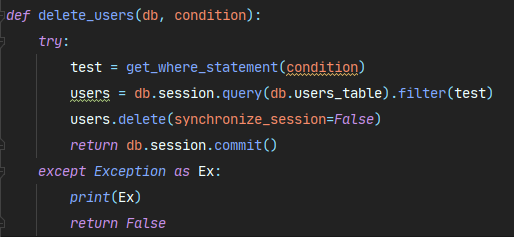 def delete_users(db, condition):
    try:
        test = get_where_statement(condition)
        users = db.session.query(db.users_table).filter(test)
        users.delete(synchronize_session=False)
        return db.session.commit()
    except Exception as Ex:
        print(Ex)
        return False